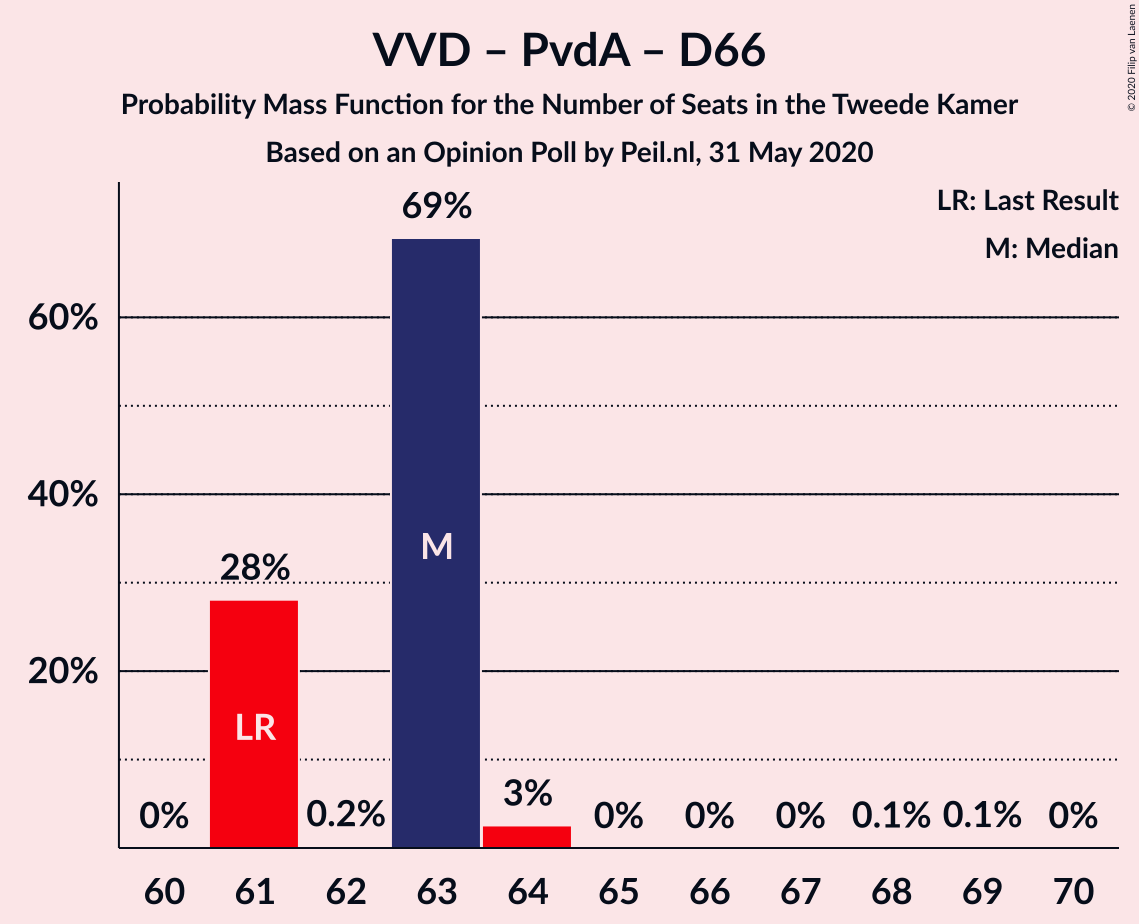 VVD – PvdA – D66
Probability Mass Function for the Number of Seats in the Tweede Kamer
Based on an Opinion Poll by Peil.nl, 31 May 2020
© 2020 Filip van Laenen
LR: Last Result
M: Median
69%
60%
40%
M
28%
20%
LR
0%
0.2%
3%
0%
0%
0%
0.1%
0.1%
0%
60 61 62 63 64 65 66 67 68 69 70